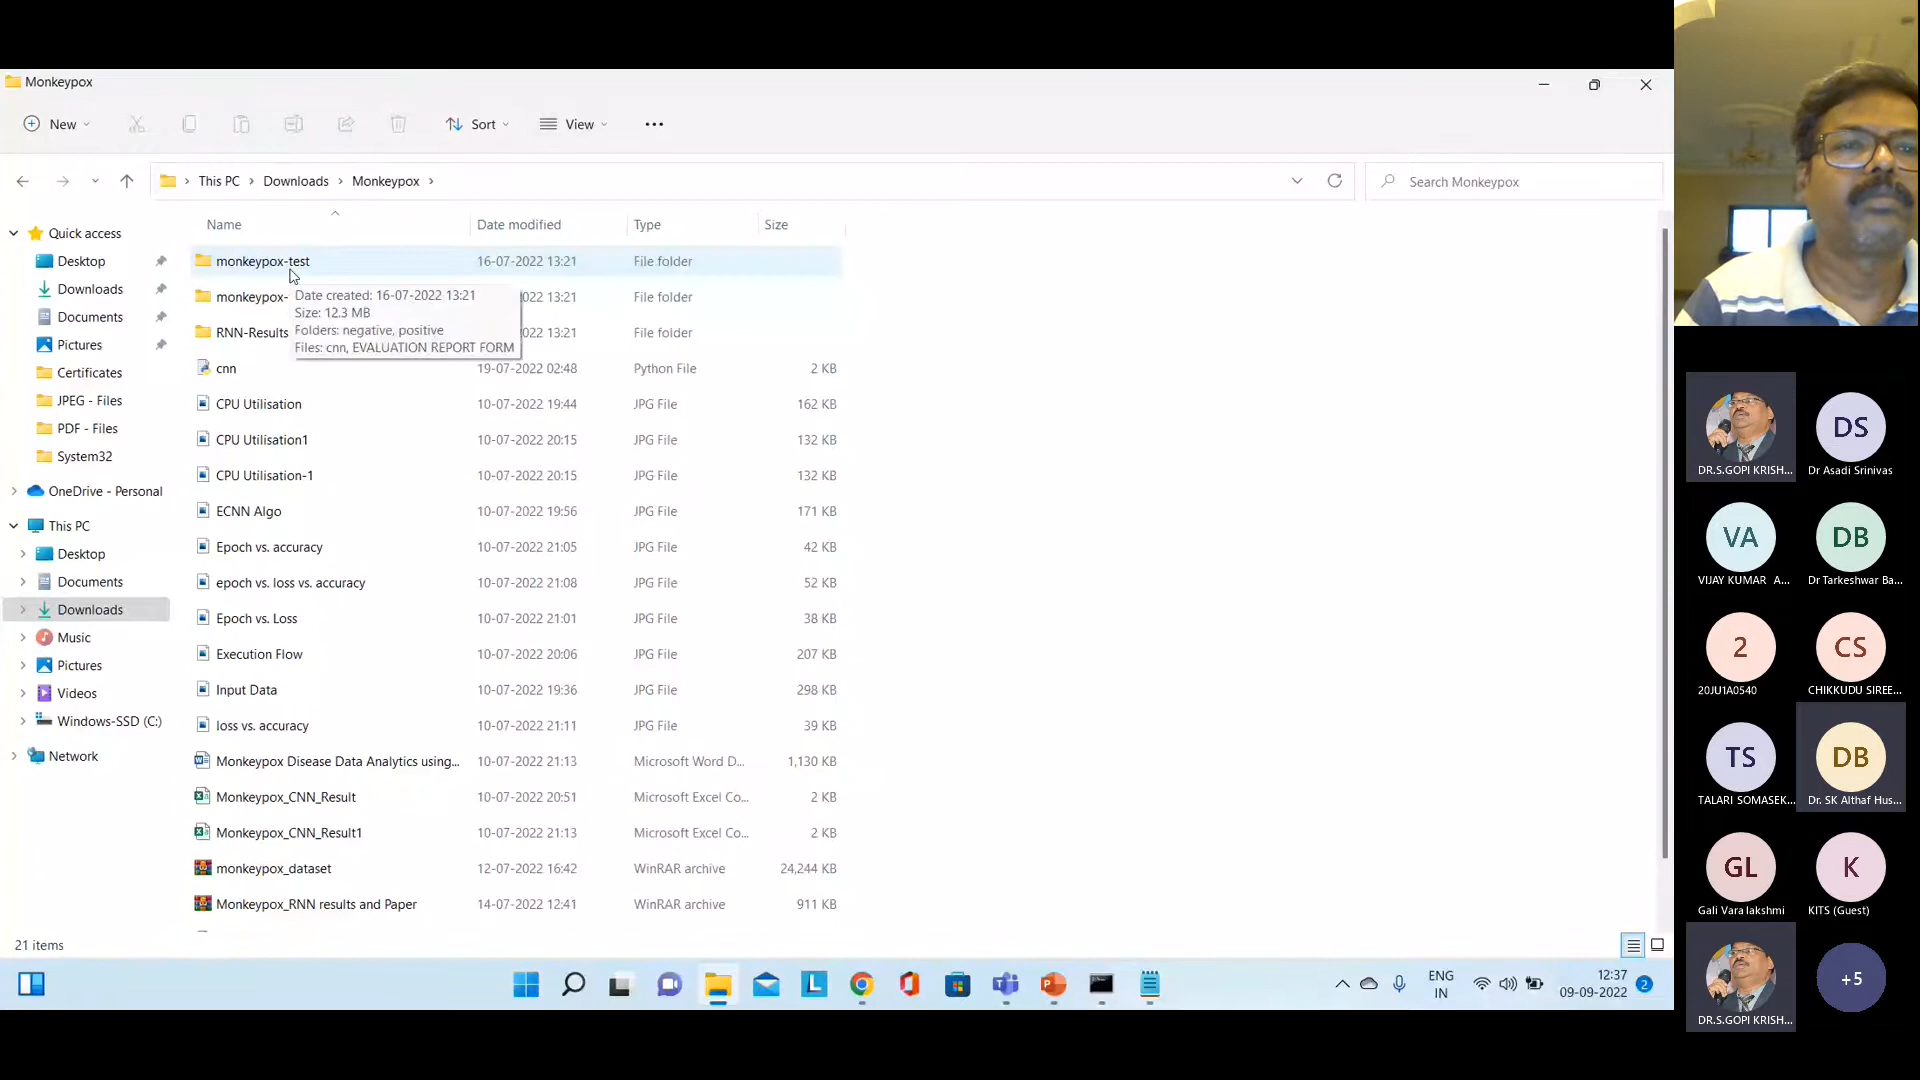 Monkeypox
New
Sort
View
This PC > Downloads > Monkeypox >
Search Monkeypox
Name Date modified Type Size
Quick access
Desktop
Downloads
Documents
Pictures
Certificates
JPEG - Files
PDF - Files
System32
OneDrive - Personal
This PC
Desktop
Documents
Downloads
Music
Pictures
Videos
Windows-SSD (C:)
Network
monkeypox-test 16-07-2022 13:21 File folder
monkeypox- 022 13:21 File folder
RNN-Results 022 13:21 File folder
Date created: 16-07-2022 13:21
Size: 12.3 MB
Folders: negative, positive
Files: cnn, EVALUATION REPORT FORM
cnn 19-07-2022 02:48 Python File 2 KB
CPU Utilisation 10-07-2022 19:44 JPG File 162 KB
CPU Utilisation1 10-07-2022 20:15 JPG File 132 KB
CPU Utilisation-1 10-07-2022 20:15 JPG File 132 KB
ECNN Algo 10-07-2022 19:56 JPG File 171 KB
Epoch vs. accuracy 10-07-2022 21:05 JPG File 42 KB
epoch vs. loss vs. accuracy 10-07-2022 21:08 JPG File 52 KB
Epoch vs. Loss 10-07-2022 21:01 JPG File 38 KB
Execution Flow 10-07-2022 20:06 JPG File 207 KB
Input Data 10-07-2022 19:36 JPG File 298 KB
loss vs. accuracy 10-07-2022 21:11 JPG File 39 KB
Monkeypox Disease Data Analytics using... 10-07-2022 21:13 Microsoft Word D... 1,130 KB
Monkeypox_CNN_Result 10-07-2022 20:51 Microsoft Excel Co... 2 KB
Monkeypox_CNN_Result1 10-07-2022 21:13 Microsoft Excel Co... 2 KB
monkeypox_dataset 12-07-2022 16:42 WinRAR archive 24,244 KB
Monkeypox_RNN results and Paper 14-07-2022 12:41 WinRAR archive 911 KB
21 items
ENG
IN
12:37
09-09-2022
2
DR.S.GOPI KRISH...
DS
Dr Asadi Srinivas
VA
VIJAY KUMAR A...
DB
Dr Tarkeshwar Ba...
2
20JU1A0540
CS
CHIKKUDU SIREE...
TS
TALARI SOMASEK...
DB
Dr. SK Althaf Hus...
GL
Gali Vara lakshmi
K
KITS (Guest)
DR.S.GOPI KRISH...
+5